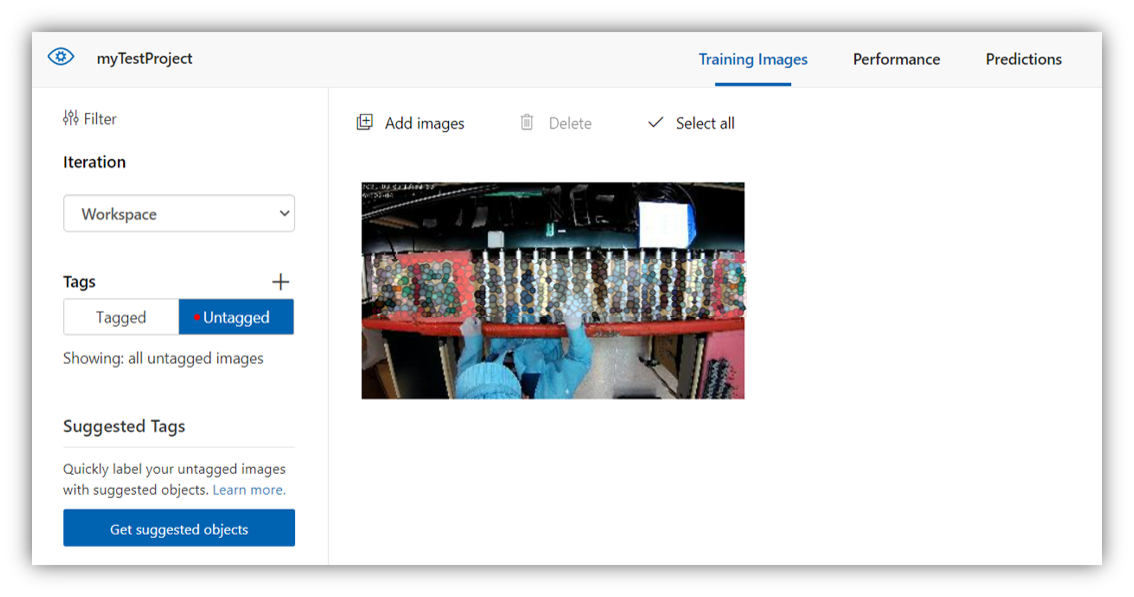 myTestProject
Training Images
Performance
Predictions
Filter
Add images
Delete
Select all
Iteration
Workspace
Tags
Tagged
Untagged
Showing: all untagged images
Suggested Tags
Quickly label your untagged images
with suggested objects. Learn more.
Get suggested objects